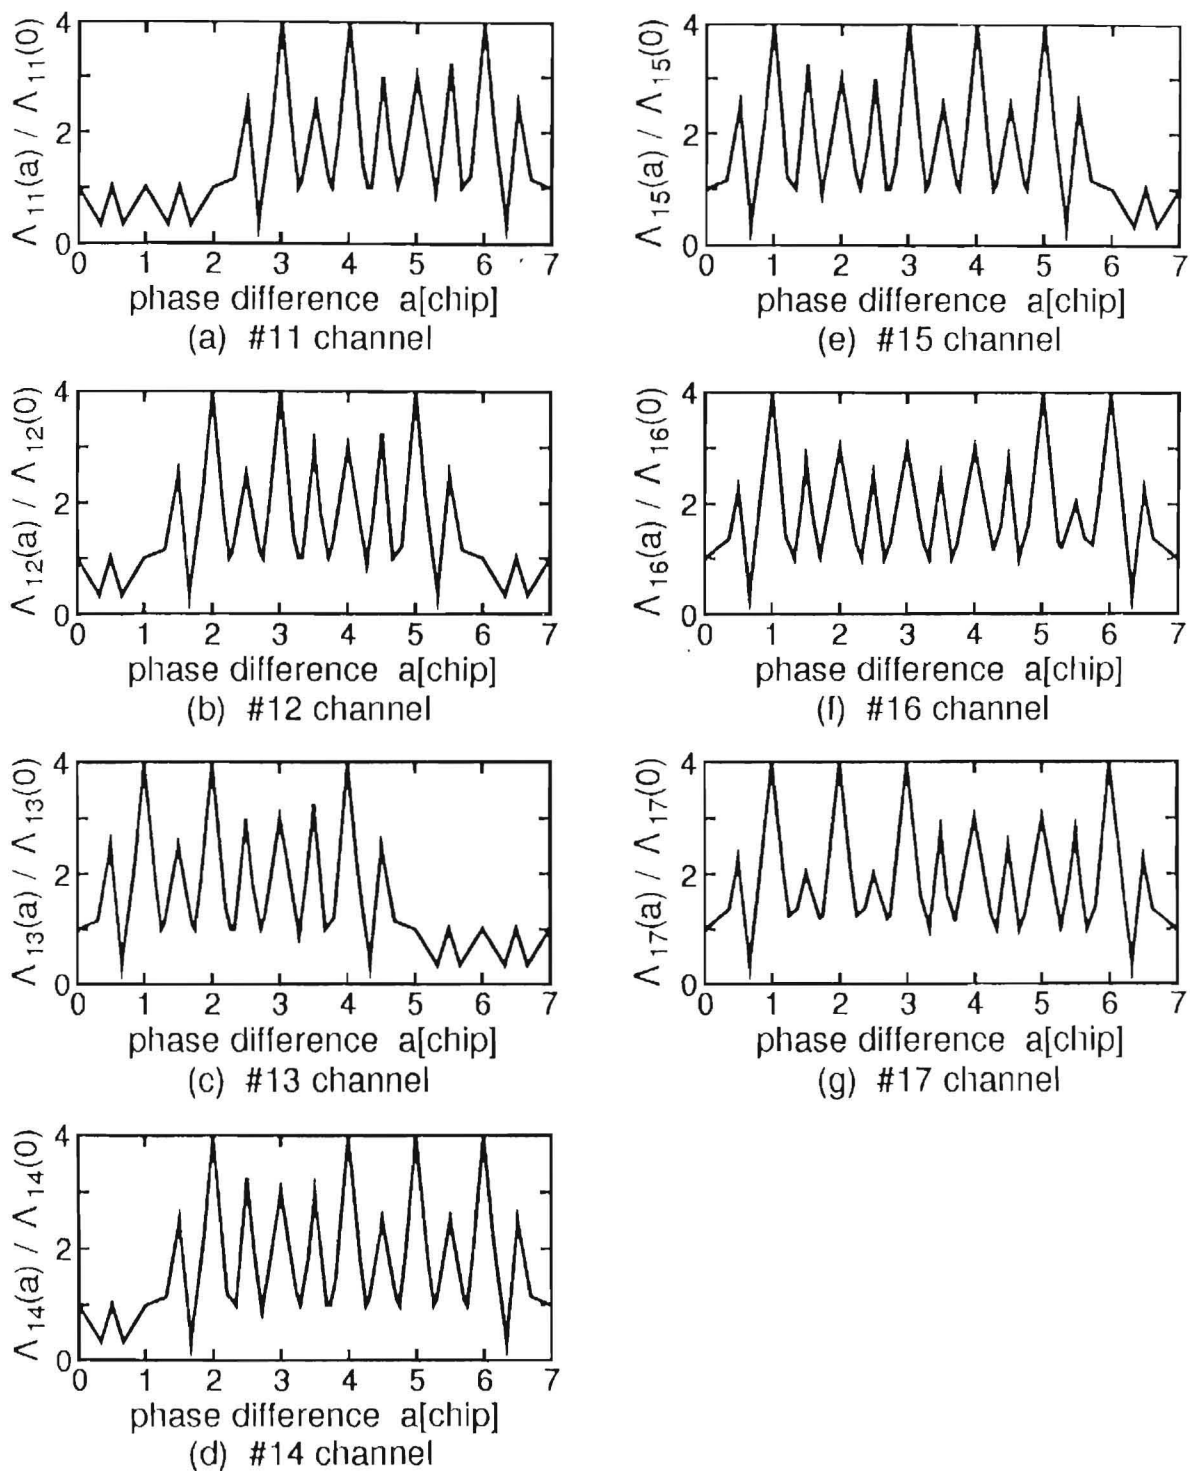 Λ11(a) / Λ11(0)
4
2
0
0 1 2 3 4 5 6 7
phase difference a[chip]
(a) #11 channel
Λ12(a) / Λ12(0)
4
2
0
0 1 2 3 4 5 6 7
phase difference a[chip]
(b) #12 channel
Λ13(a) / Λ13(0)
4
2
0
0 1 2 3 4 5 6 7
phase difference a[chip]
(c) #13 channel
Λ14(a) / Λ14(0)
4
2
0
0 1 2 3 4 5 6 7
phase difference a[chip]
(d) #14 channel
Λ15(a) / Λ15(0)
4
2
0
0 1 2 3 4 5 6 7
phase difference a[chip]
(e) #15 channel
Λ16(a) / Λ16(0)
4
2
0
0 1 2 3 4 5 6 7
phase difference a[chip]
(f) #16 channel
Λ17(a) / Λ17(0)
4
2
0
0 1 2 3 4 5 6 7
phase difference a[chip]
(g) #17 channel